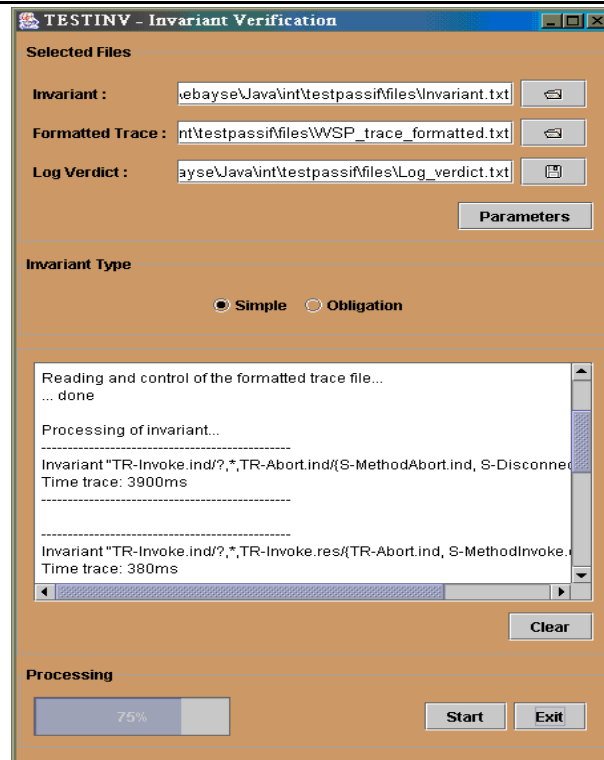 TESTINV - Invariant Verification
Selected Files
Invariant : .ebayse\Java\int\testpassif\files\Invariant.txt
Formatted Trace : nt\testpassif\files\WSP_trace_formatted.txt
Log Verdict : ayse\Java\int\testpassif\files\Log_verdict.txt
Parameters
Invariant Type
Simple Obligation
Reading and control of the formatted trace file...
... done
Processing of invariant...
-----------------------------------------------
Invariant "TR-Invoke.ind/?,*,TR-Abort.ind/{S-MethodAbort.ind, S-Disconnec
Time trace: 3900ms
-----------------------------------------------
-----------------------------------------------
Invariant "TR-Invoke.ind/?,*,TR-Invoke.res/{TR-Abort.ind, S-MethodInvoke.
Time trace: 380ms
Clear
Processing
75% Start Exit